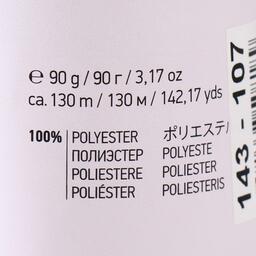 ℮ 90 g / 90 г / 3,17 oz
ca. 130 m / 130 м / 142,17 yds
100% POLYESTER ポリエステル
ПОЛИЭСТЕР POLYESTE
POLIESTERE POLIESTER
POLIÉSTER POLIESTERIS
143 - 107